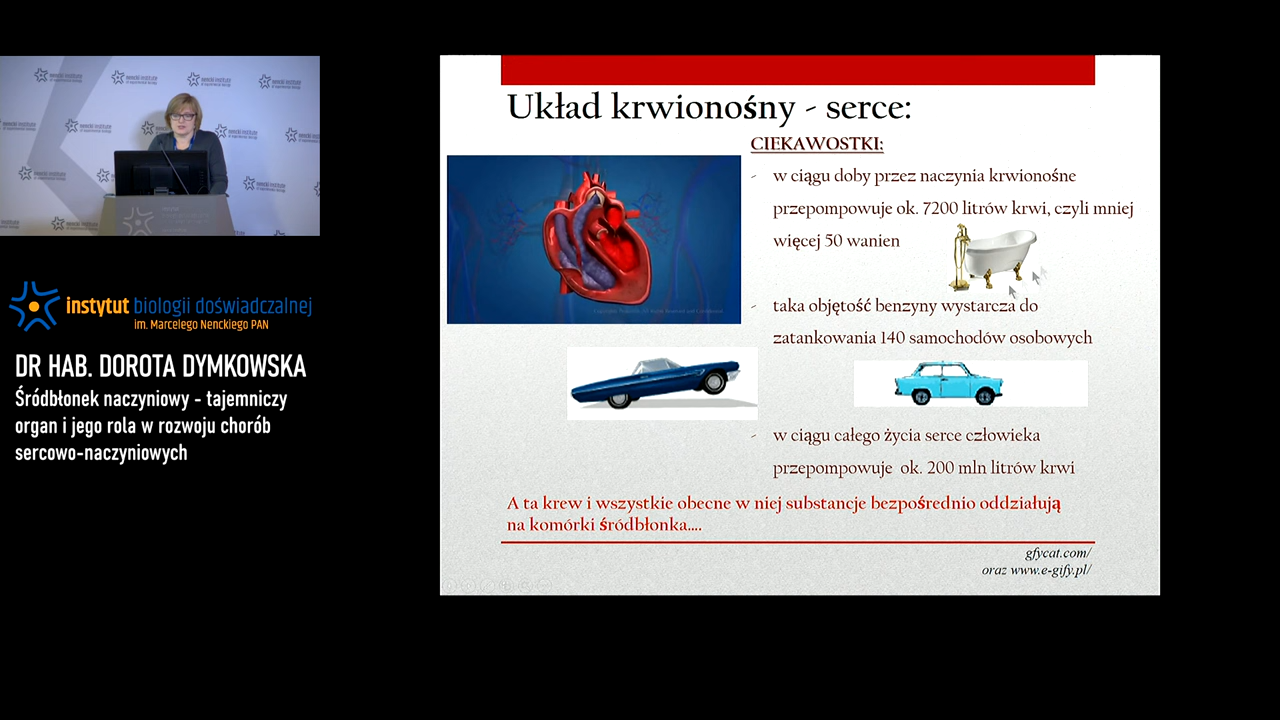 nencki institute
instytut biologii doświadczalnej
im. Marcelego Nenckiego PAN
DR HAB. DOROTA DYMKOWSKA
Śródbłonek naczyniowy - tajemniczy
organ i jego rola w rozwoju chorób
sercowo-naczyniowych
Układ krwionośny - serce:
CIEKAWOSTKI:
- w ciągu doby przez naczynia krwionośne
przepompowuje ok. 7200 litrów krwi, czyli mniej
więcej 50 wanien
- taka objętość benzyny wystarcza do
zatankowania 140 samochodów osobowych
- w ciągu całego życia serce człowieka
przepompowuje ok. 200 mln litrów krwi
A ta krew i wszystkie obecne w niej substancje bezpośrednio oddziałują
na komórki śródbłonka....
gfycat.com/
oraz www.e-gify.pl/